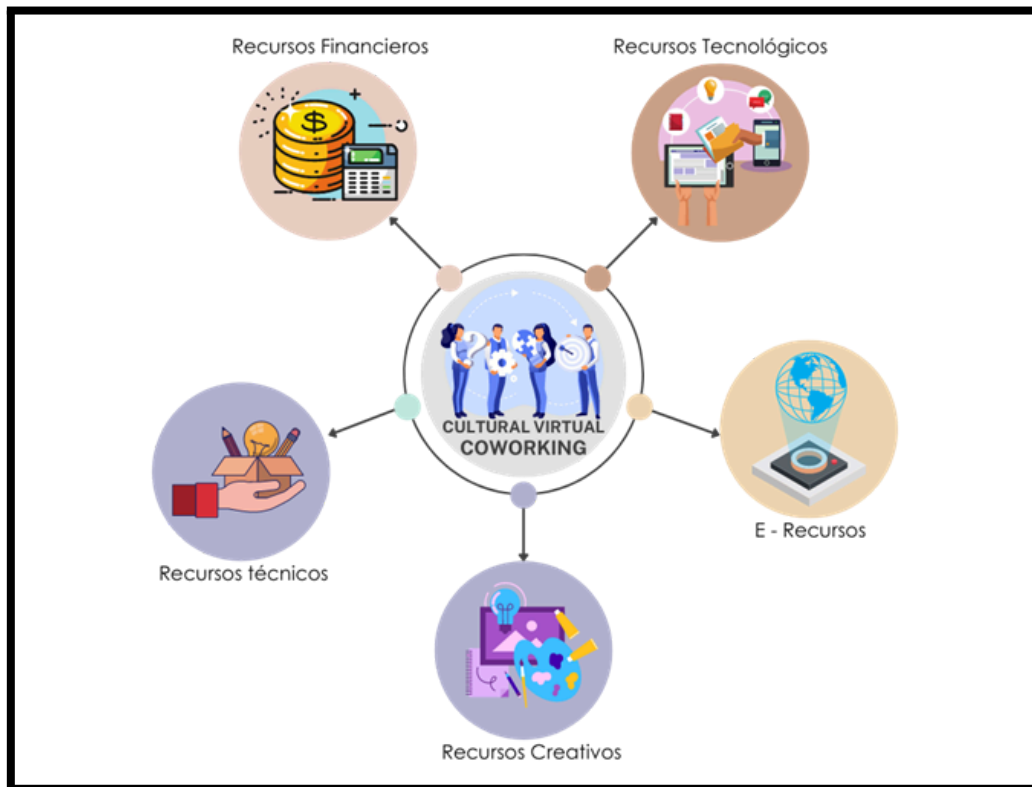 Recursos Financieros
Recursos Tecnológicos
CULTURAL VIRTUAL
COWORKING
E - Recursos
Recursos técnicos
Recursos Creativos